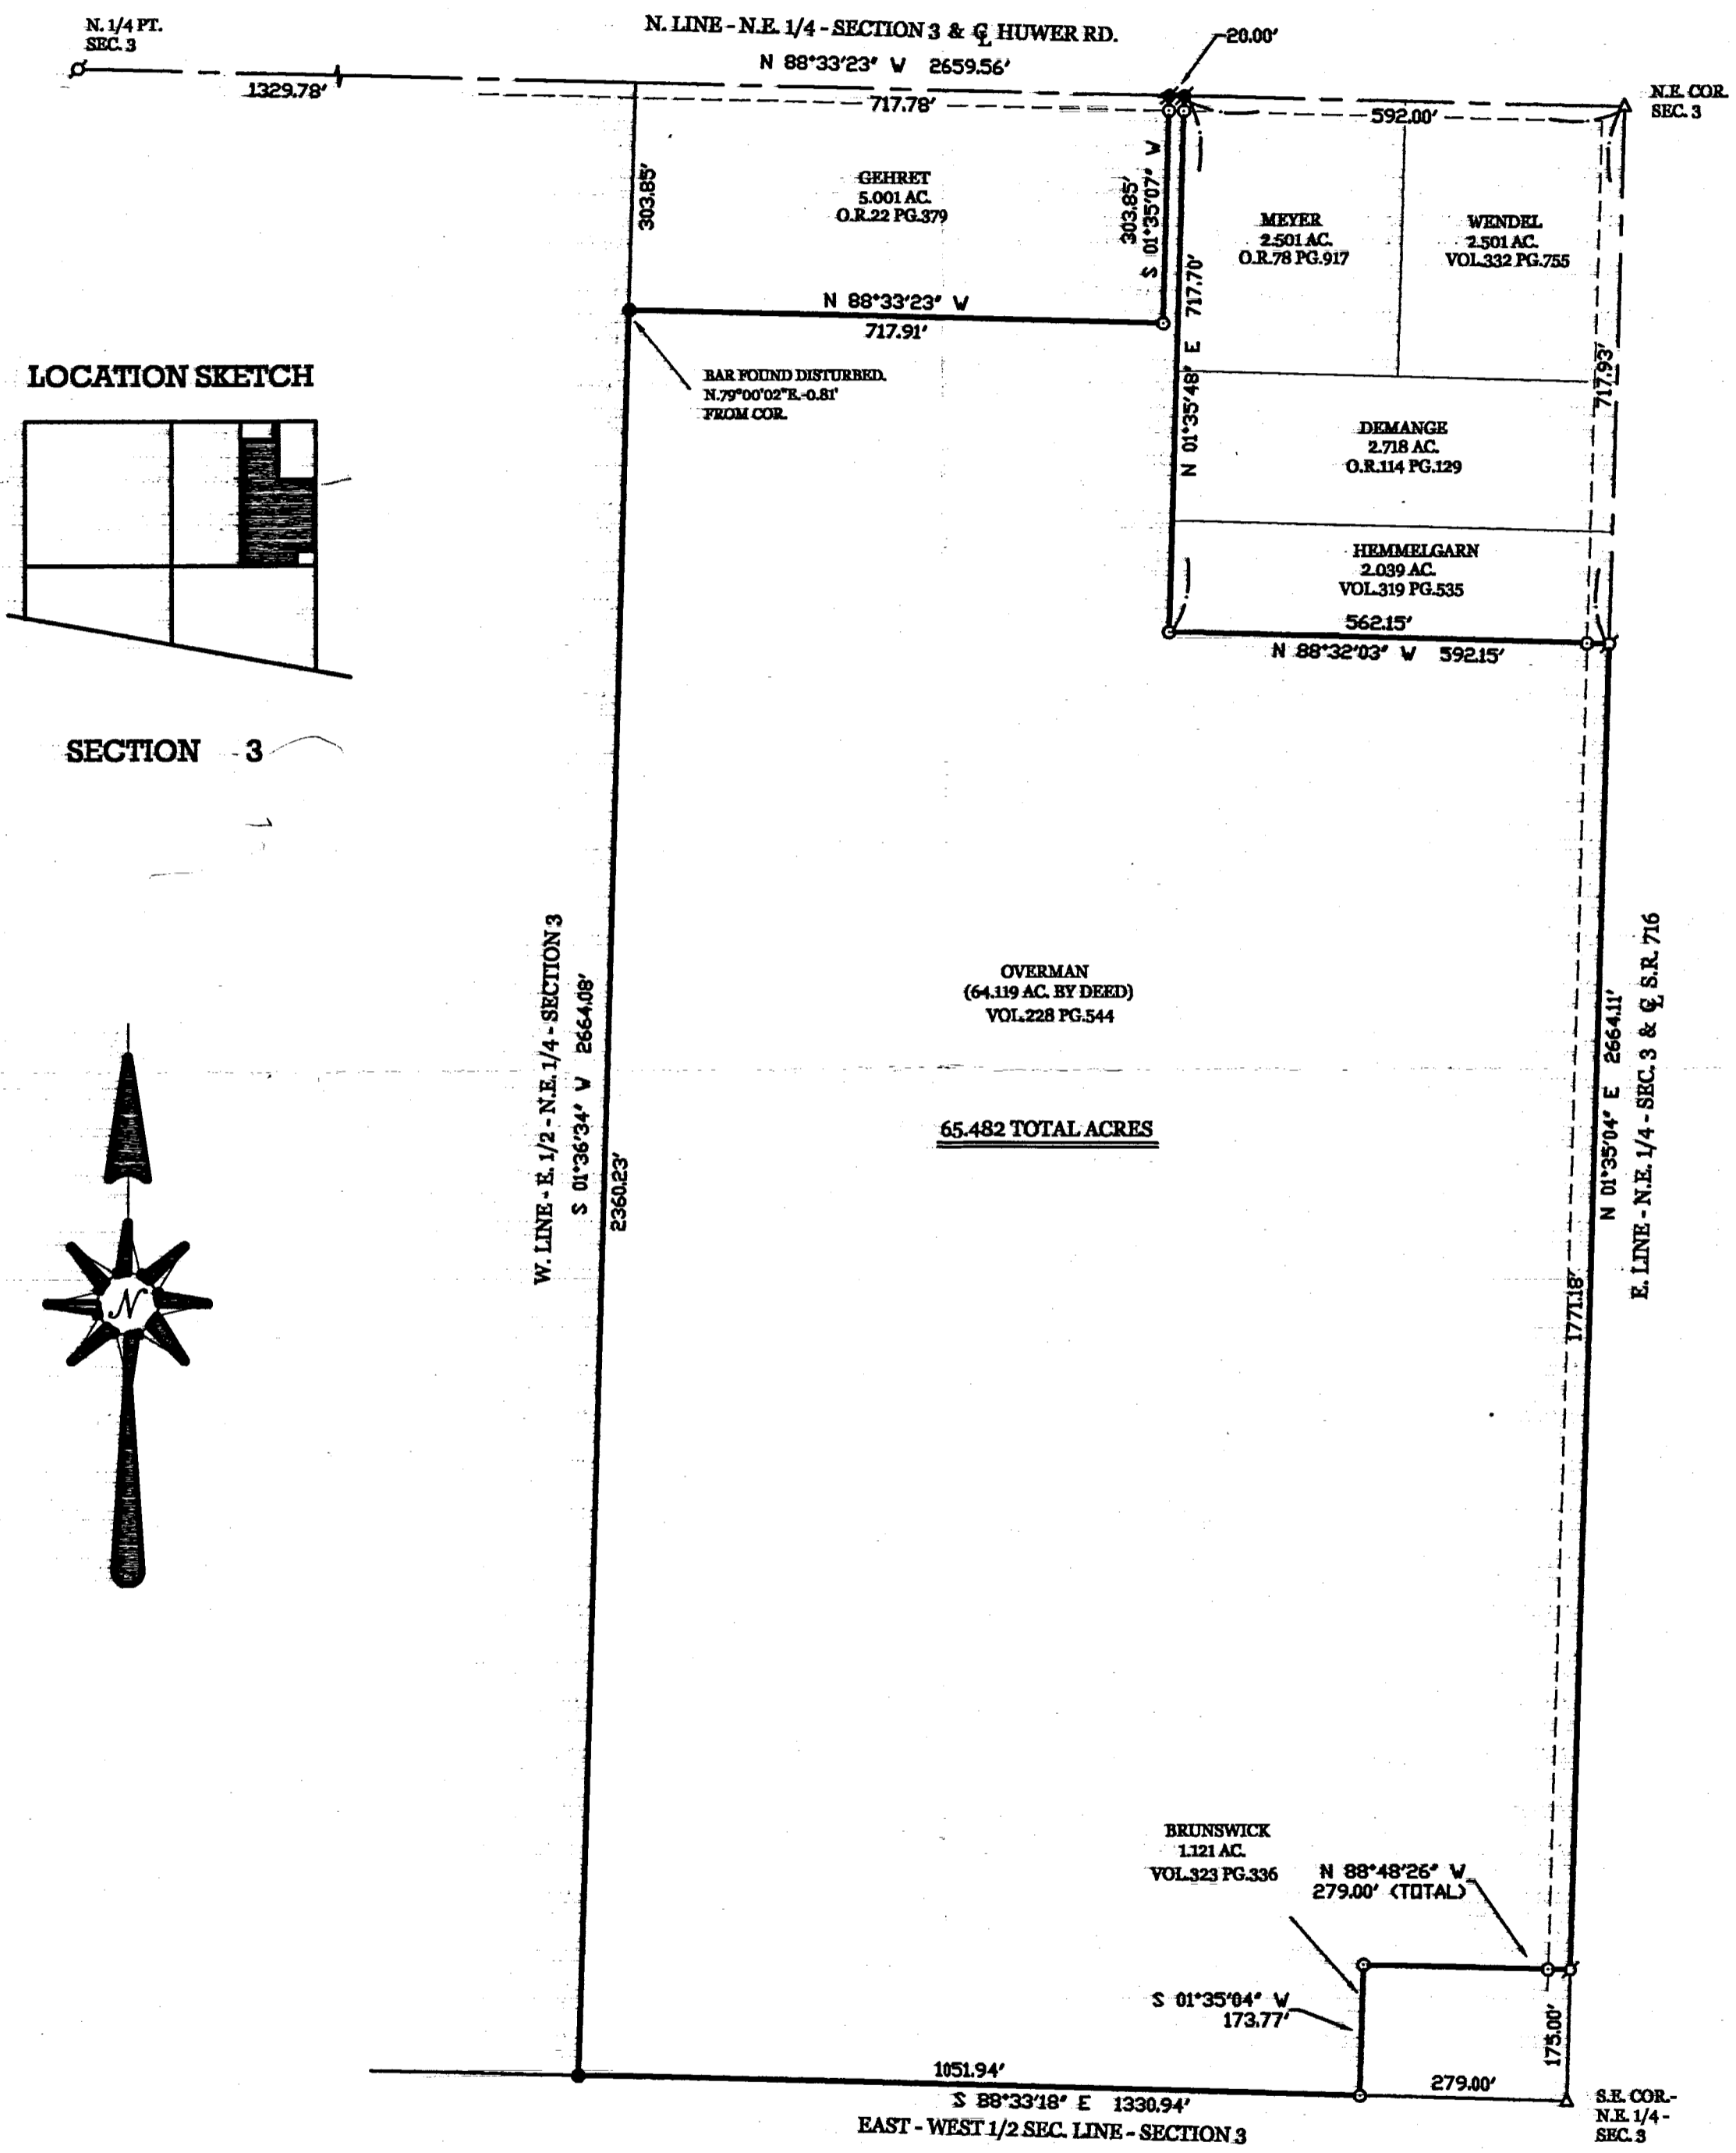 N. 1/4 PT.
SEC. 3
N. LINE - N.E. 1/4 - SECTION 3 & ℄ HUWER RD.
N 88°33'23" W 2659.56'
20.00'
1329.78'
717.78'
592.00'
N.E. COR.
SEC. 3
303.85'
GEHRET
5.001 AC.
O.R.22 PG.379
303.85'
S 01°35'07" W
MEYER
2.501 AC.
O.R.78 PG.917
WENDEL
2.501 AC.
VOL.332 PG.755
N 88°33'23" W
717.91'
N 01°35'48" E 717.70'
717.93'
BAR FOUND DISTURBED.
N.79°00'02"E.-0.81'
FROM COR.
LOCATION SKETCH
DEMANGE
2.718 AC.
O.R.114 PG.129
HEMMELGARN
2.039 AC.
VOL.319 PG.535
562.15'
N 88°32'03" W 592.15'
SECTION 3
W. LINE - E. 1/2 - N.E. 1/4 - SECTION 3
S 01°36'34" W 2664.08'
2360.23'
OVERMAN
(64.119 AC. BY DEED)
VOL.228 PG.544
65.482 TOTAL ACRES
1771.18'
N 01°35'04" E 2664.11'
E. LINE - N.E. 1/4 - SEC. 3 & ℄ S.R. 716
N
BRUNSWICK
1.121 AC.
VOL.323 PG.336
N 88°48'26" W
279.00' (TOTAL)
S 01°35'04" W
173.77'
175.00'
1051.94'
279.00'
S 88°33'18" E 1330.94'
EAST - WEST 1/2 SEC. LINE - SECTION 3
S.E. COR.-
N.E. 1/4 -
SEC. 3